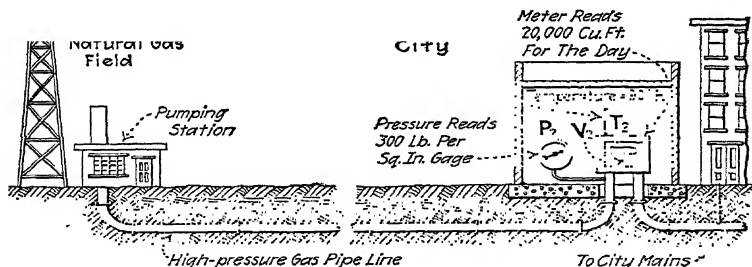 Natural Gas
Field
City
Meter Reads
20,000 Cu.Ft.
For The Day
Pumping
Station
Pressure Reads
300 Lb. Per
Sq.In. Gage
P₂ V₂ T₂
High-pressure Gas Pipe Line
To City Mains